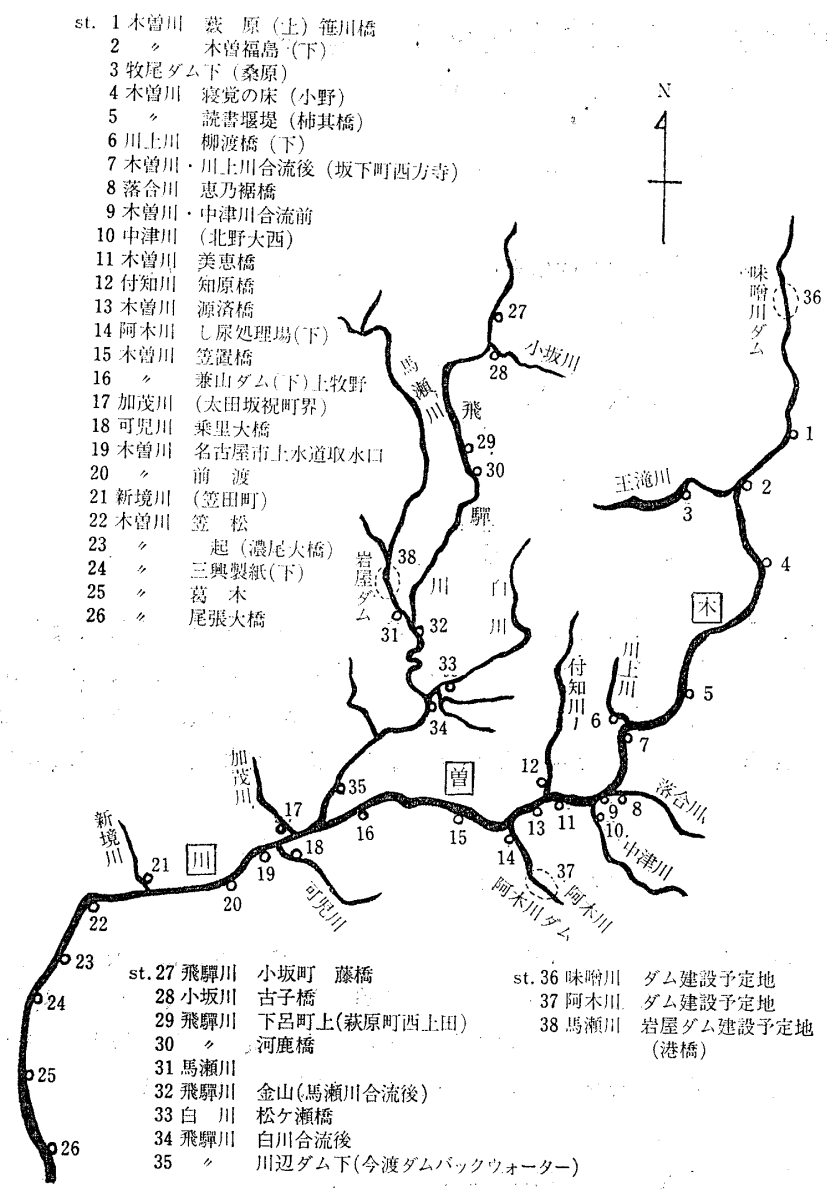 st. 1 木曽川 薮 原 (上) 笹川橋
2 〃 木曽福島 (下)
3 牧尾ダム下 (桑原)
4 木曽川 寝覚の床 (小野)
5 〃 読書堰堤 (柿其橋)
6 川上川 柳渡橋 (下)
7 木曽川・川上川合流後 (坂下町西方寺)
8 落合川 恵乃裾橋
9 木曽川・中津川合流前
10 中津川 (北野大西)
11 木曽川 美恵橋
12 付知川 知原橋
13 木曽川 源済橋
14 阿木川 し尿処理場(下)
15 木曽川 笠置橋
16 〃 兼山ダム(下)上牧野
17 加茂川 (太田坂祝町界)
18 可児川 乗里大橋
19 木曽川 名古屋市上水道取水口
20 〃 前 渡
21 新境川 (笠田町)
22 木曽川 笠 松
23 〃 起 (濃尾大橋)
24 〃 三興製紙(下)
25 〃 葛 木
26 〃 尾張大橋
N
味噌川ダム
36
27
小坂川
28
馬瀬川
飛驒川
29
30
1
王滝川
2
3
4
38
岩屋ダム
白川
31
32
33
34
木
川上川
付知川
5
6
7
加茂川
35
曽
12
落合川
17
16
15
13
11
9
8
10
新境川
川
18
14
37
中津川
21
19
20
可児川
阿木川ダム
阿木川
22
23
24
25
26
st. 27 飛驒川 小坂町 藤橋
28 小坂川 古子橋
29 飛驒川 下呂町上(萩原町西上田)
30 〃 河鹿橋
31 馬瀬川
32 飛驒川 金山(馬瀬川合流後)
33 白 川 松ケ瀬橋
34 飛驒川 白川合流後
35 〃 川辺ダム下(今渡ダムバックウォーター)
st. 36 味噌川 ダム建設予定地
37 阿木川 ダム建設予定地
38 馬瀬川 岩屋ダム建設予定地
(港橋)